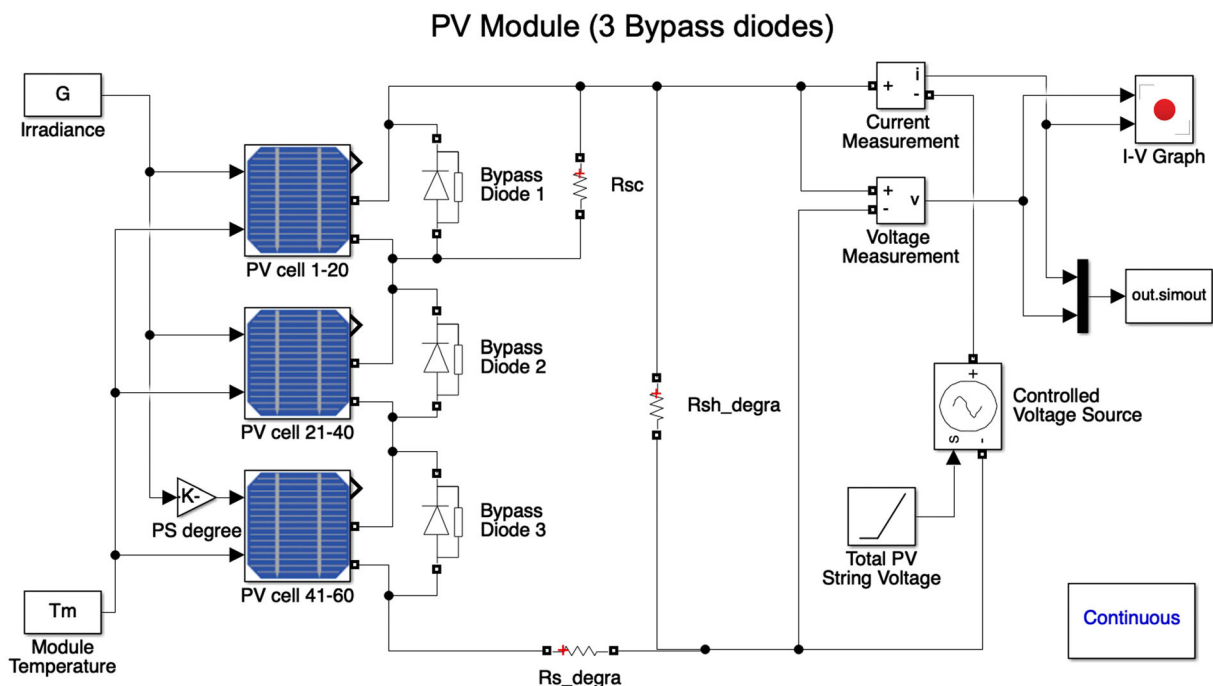 PV Module (3 Bypass diodes)
G
Irradiance
PV cell 1-20
Bypass
Diode 1
Rsc
+
i
-
Current
Measurement
I-V Graph
+
-
v
Voltage
Measurement
out.simout
PV cell 21-40
Bypass
Diode 2
Rsh_degra
+
s
-
Controlled
Voltage Source
-K-
PS degree
PV cell 41-60
Bypass
Diode 3
Total PV
String Voltage
Tm
Module
Temperature
Rs_degra
Continuous